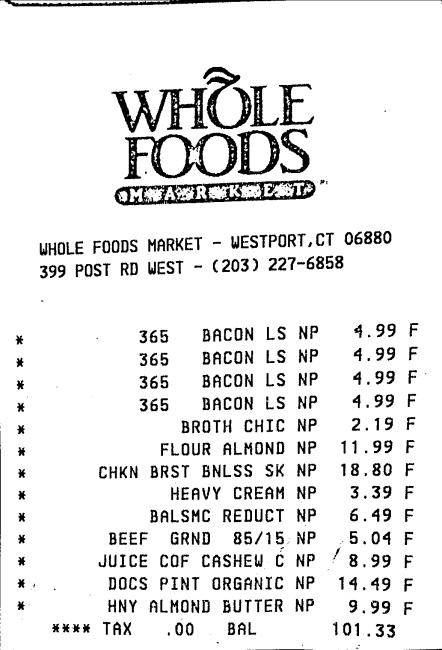 WHOLE
FOODS
MARKET
WHOLE FOODS MARKET - WESTPORT,CT 06880
399 POST RD WEST - (203) 227-6858
* 365 BACON LS NP 4.99 F
* 365 BACON LS NP 4.99 F
* 365 BACON LS NP 4.99 F
* 365 BACON LS NP 4.99 F
* BROTH CHIC NP 2.19 F
* FLOUR ALMOND NP 11.99 F
* CHKN BRST BNLSS SK NP 18.80 F
* HEAVY CREAM NP 3.39 F
* BALSMC REDUCT NP 6.49 F
* BEEF GRND 85/15 NP 5.04 F
* JUICE COF CASHEW C NP 8.99 F
* DOCS PINT ORGANIC NP 14.49 F
* HNY ALMOND BUTTER NP 9.99 F
**** TAX .00 BAL 101.33